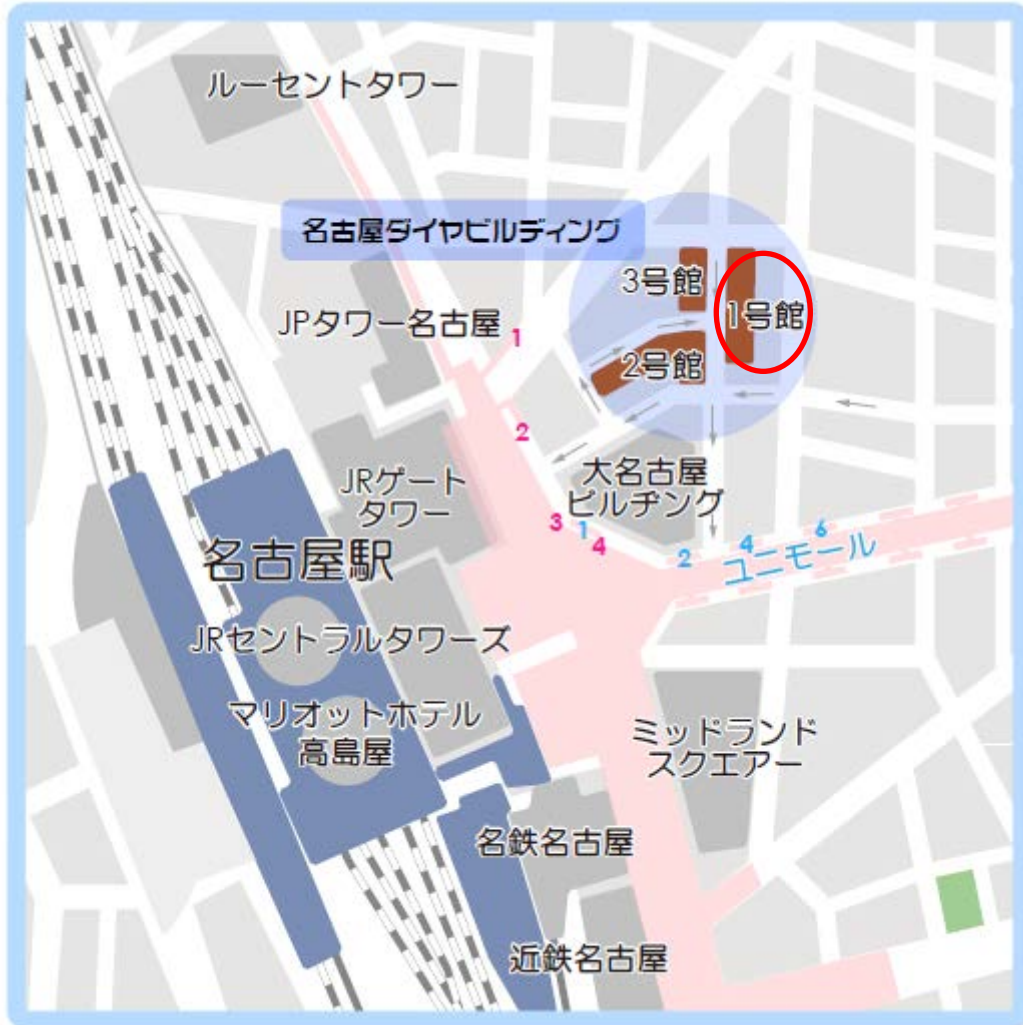 ルーセントタワー
名古屋ダイヤビルディング
3号館
1号館
JPタワー名古屋
1
2号館
2
大名古屋
ビルヂング
JRゲート
タワー
3
1
4
2
4
6
ユニモール
名古屋駅
JRセントラルタワーズ
マリオットホテル
高島屋
ミッドランド
スクエアー
名鉄名古屋
近鉄名古屋